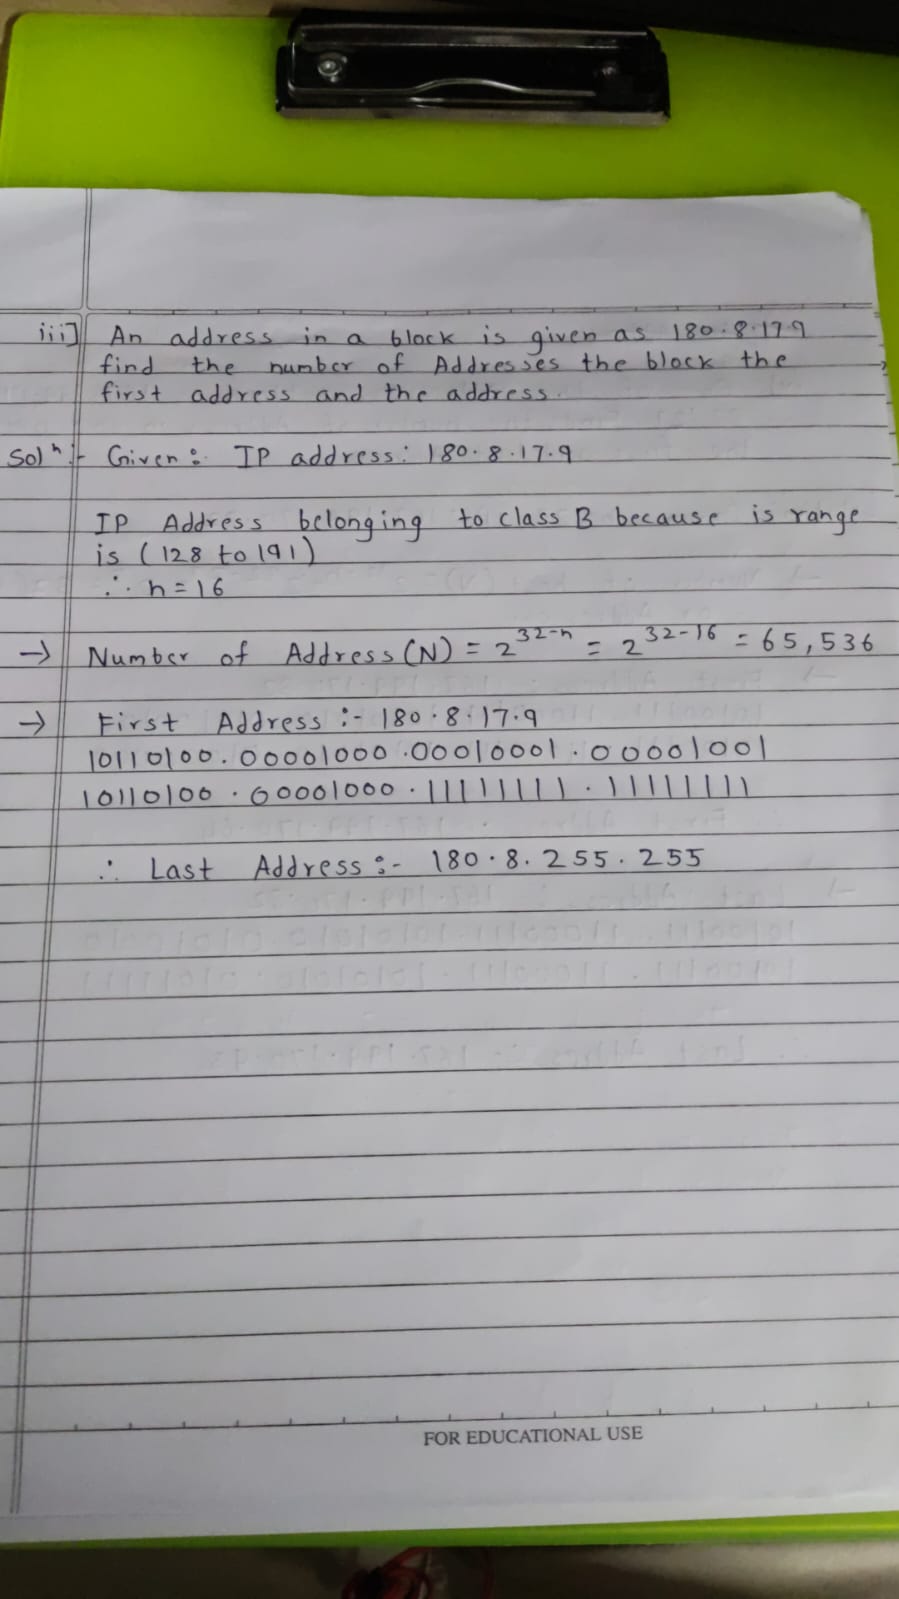 iii] An address in a block is given as 180.8.17.9
find the number of Addresses the block the
first address and the address.
Solⁿ:- Given: IP address: 180.8.17.9
IP Address belonging to class B because is range
is (128 to 191)
∴ n=16
→ Number of Address (N) = 2^32-n = 2^32-16 = 65,536
→ First Address :- 180.8.17.9
10110100.00001000.00010001.00001001
10110100.00001000.11111111.11111111
∴ Last Address :- 180.8.255.255
FOR EDUCATIONAL USE